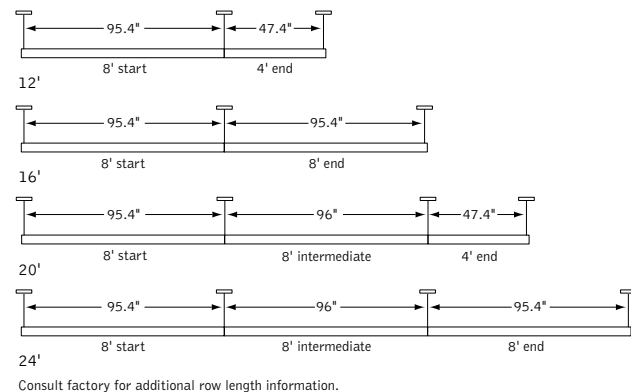 95.4" 47.4"
8' start 4' end
12'
95.4" 95.4"
8' start 8' end
16'
95.4" 96" 47.4"
8' start 8' intermediate 4' end
20'
95.4" 96" 95.4"
8' start 8' intermediate 8' end
24'
Consult factory for additional row length information.